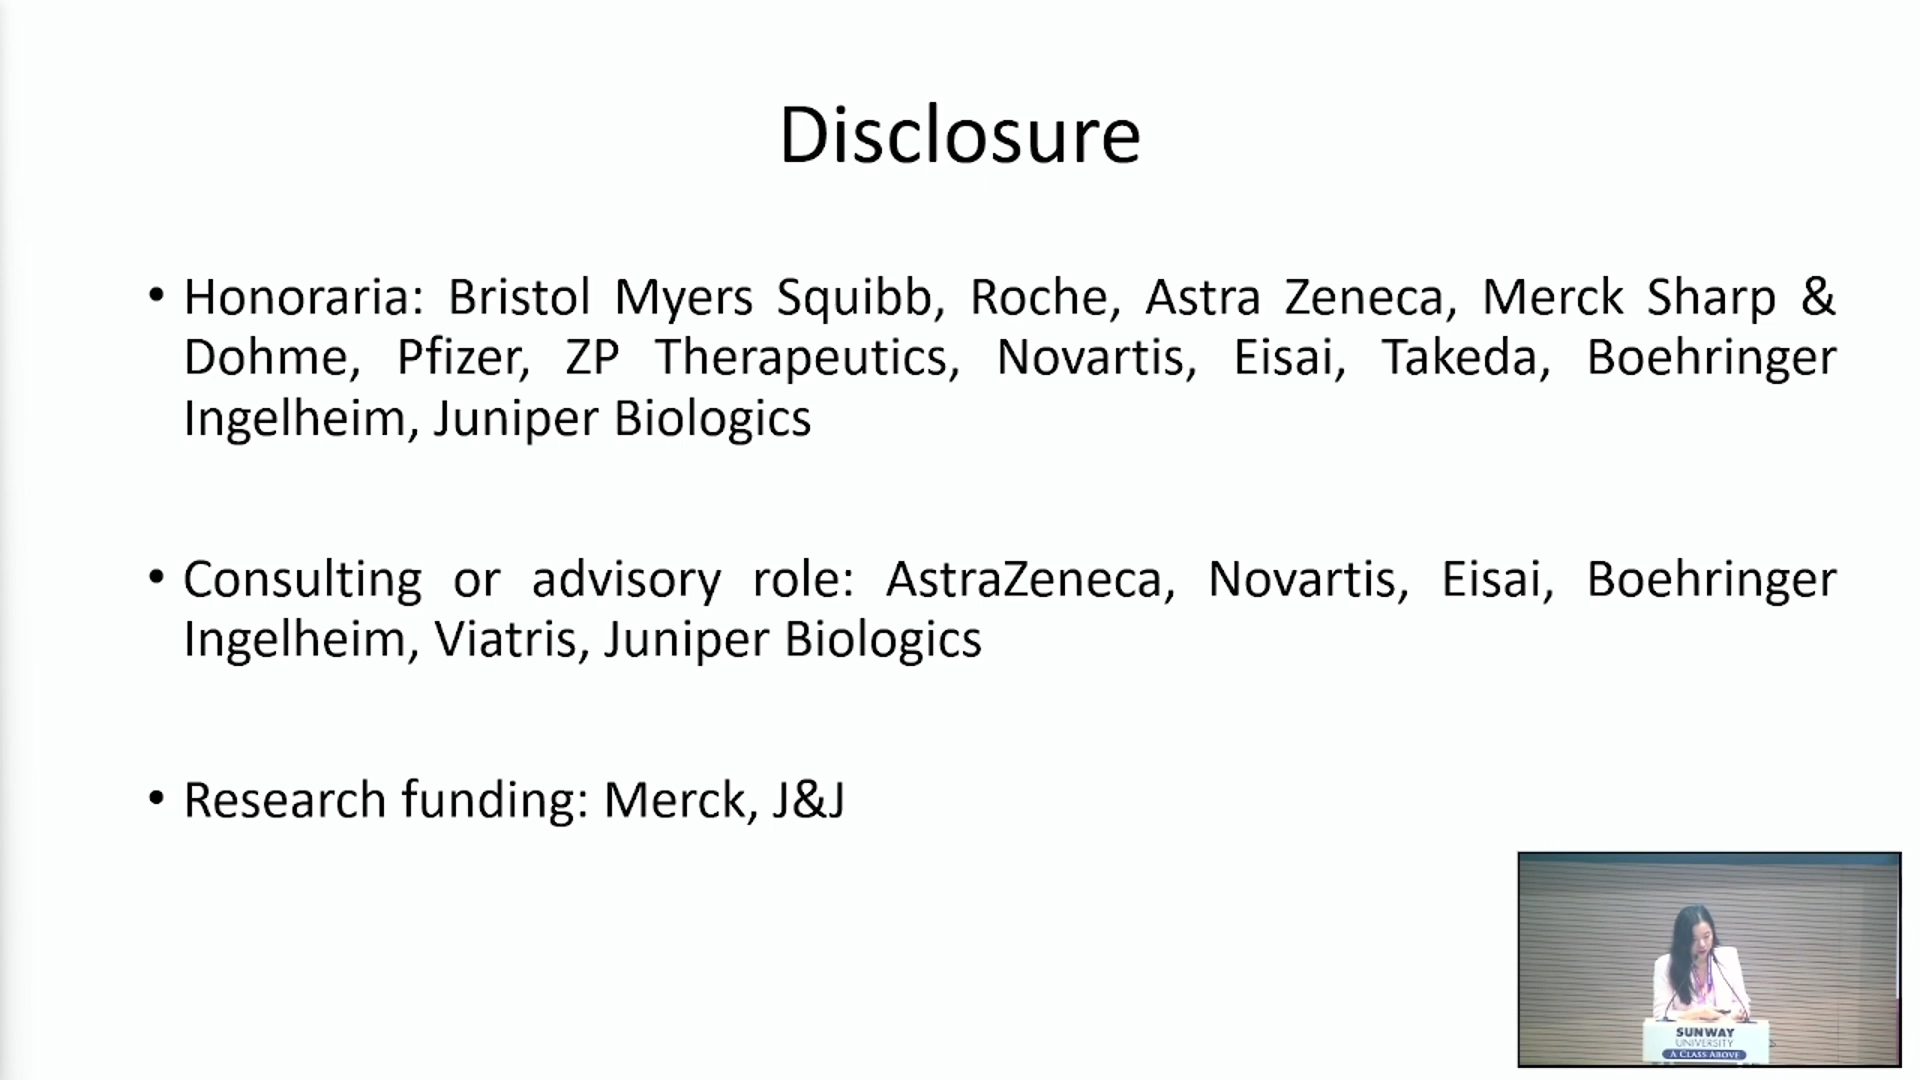 Disclosure
• Honoraria: Bristol Myers Squibb, Roche, Astra Zeneca, Merck Sharp &
Dohme, Pfizer, ZP Therapeutics, Novartis, Eisai, Takeda, Boehringer
Ingelheim, Juniper Biologics
• Consulting or advisory role: AstraZeneca, Novartis, Eisai, Boehringer
Ingelheim, Viatris, Juniper Biologics
• Research funding: Merck, J&J
SUNWAY
UNIVERSITY
A CLASS ABOVE